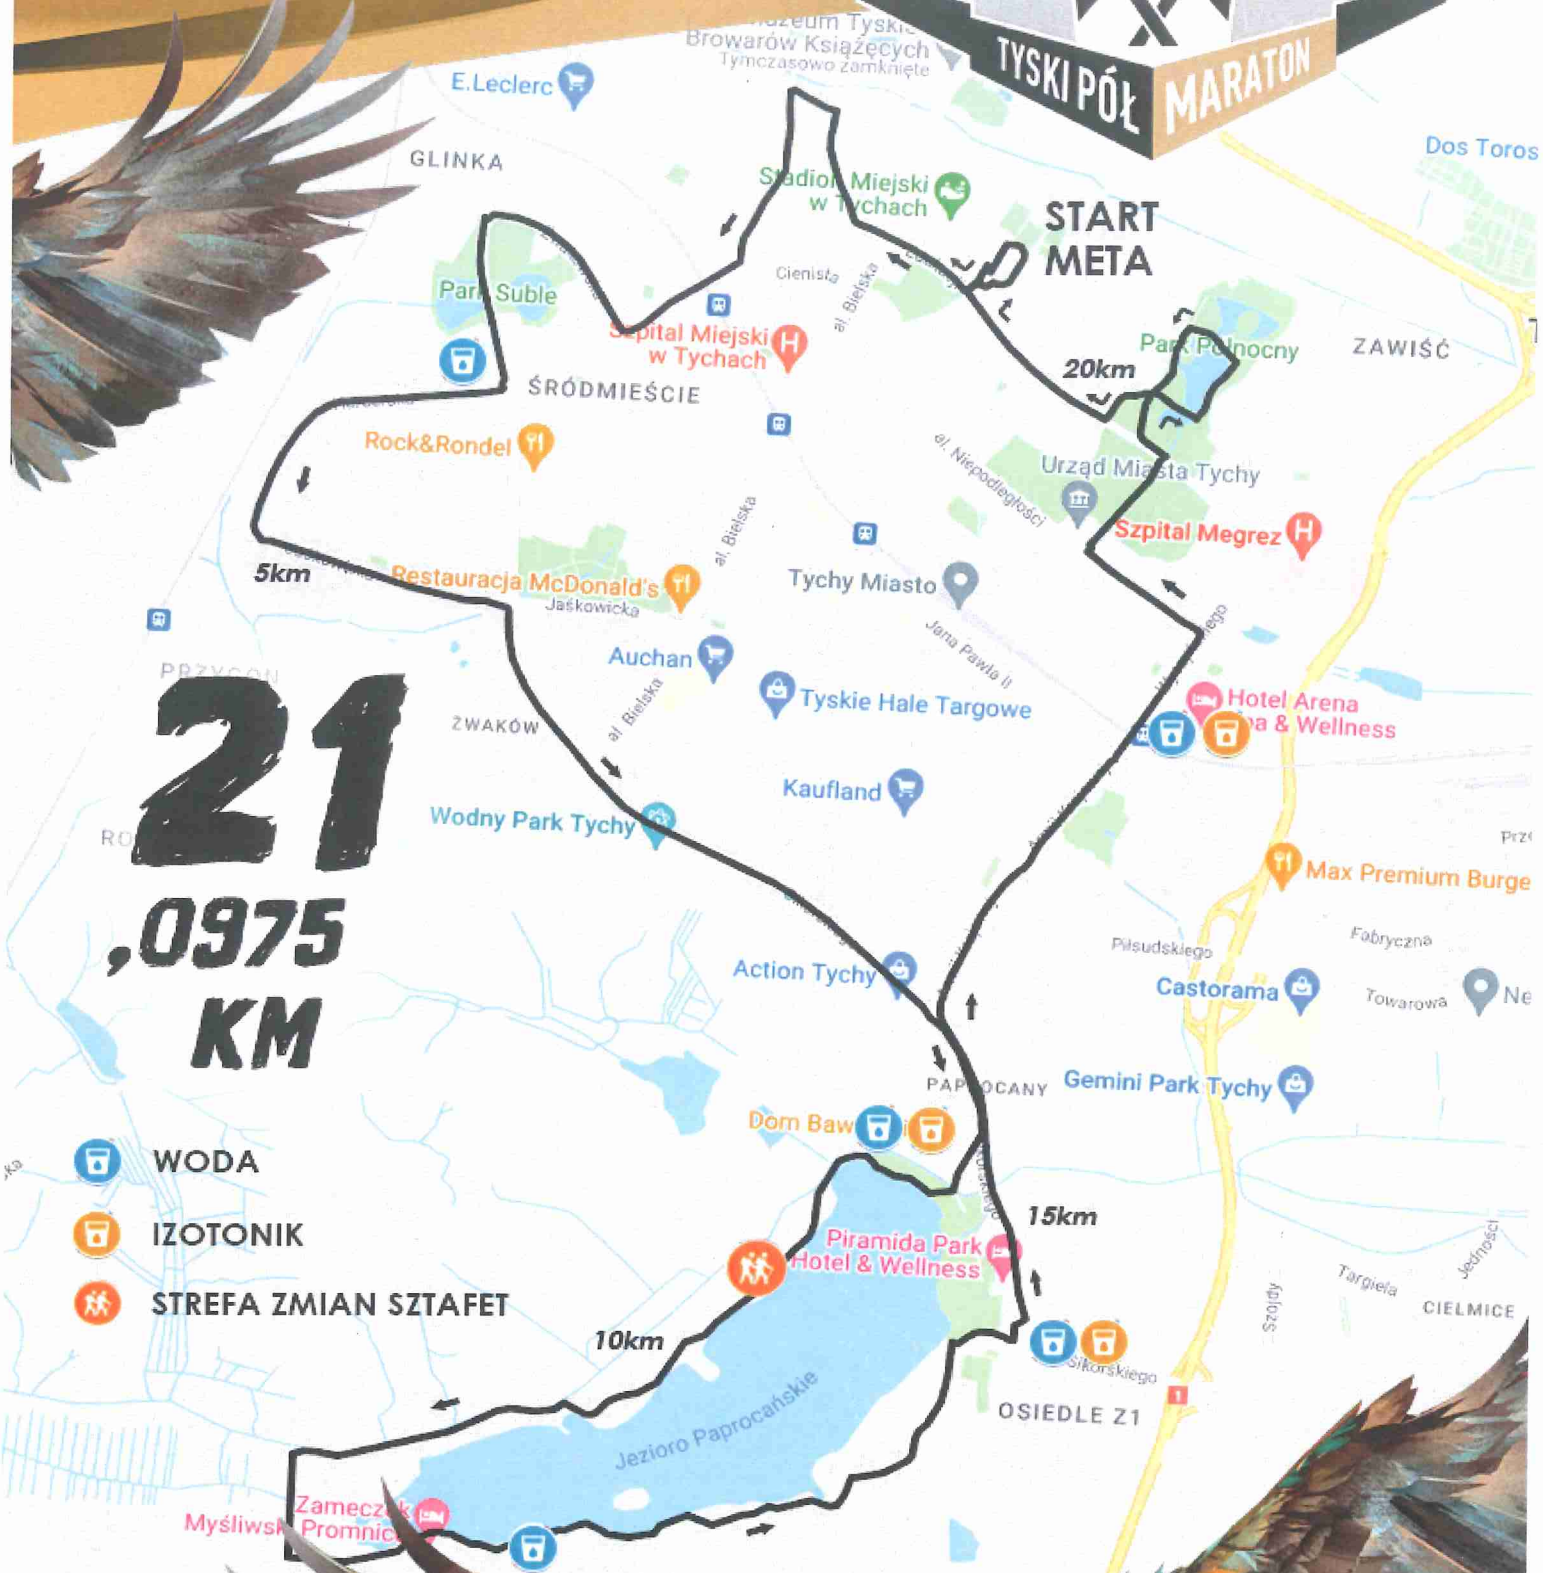 Browarów Książęcych
Tymczasowo zamknięte
TYSKI PÓŁ MARATON
E.Leclerc
Dos Toros
GLINKA
Stadion Miejski
w Tychach
START
META
Cienista
al. Bielska
Park Suble
Szpital Miejski
w Tychach
Park Północny
ZAWIŚĆ
20km
ŚRÓDMIEŚCIE
Rock&Rondel
al. Niepodległości
Urząd Miasta Tychy
Szpital Megrez
al. Bielska
5km
Restauracja McDonald's
Jaśkowicka
Tychy Miasto
Jana Pawła II
Auchan
al. Bielska
Tyskie Hale Targowe
Hotel Arena
& Wellness
21
,0975
KM
ŻWAKÓW
Kaufland
Wodny Park Tychy
Max Premium Burge
Piłsudskiego
Fabryczna
Action Tychy
Castorama
Towarowa
Ne
PAPROCANY
Gemini Park Tychy
Dom Baw
WODA
IZOTONIK
STREFA ZMIAN SZTAFET
15km
Piramida Park
Hotel & Wellness
10km
Targiela
Jedności
CIELMICE
Szojdy
Sikorskiego
1
OSIEDLE Z1
Jezioro Paprocańskie
Zameczek
Myśliwski Promnice